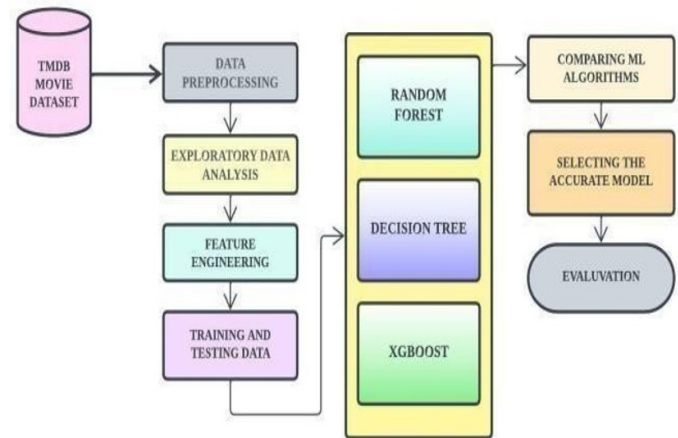 TMDB
MOVIE
DATASET
DATA
PREPROCESSING
EXPLORATORY DATA
ANALYSIS
FEATURE
ENGINEERING
TRAINING AND
TESTING DATA
RANDOM
FOREST
DECISION TREE
XGBOOST
COMPARING ML
ALGORITHMS
SELECTING THE
ACCURATE MODEL
EVALUVATION